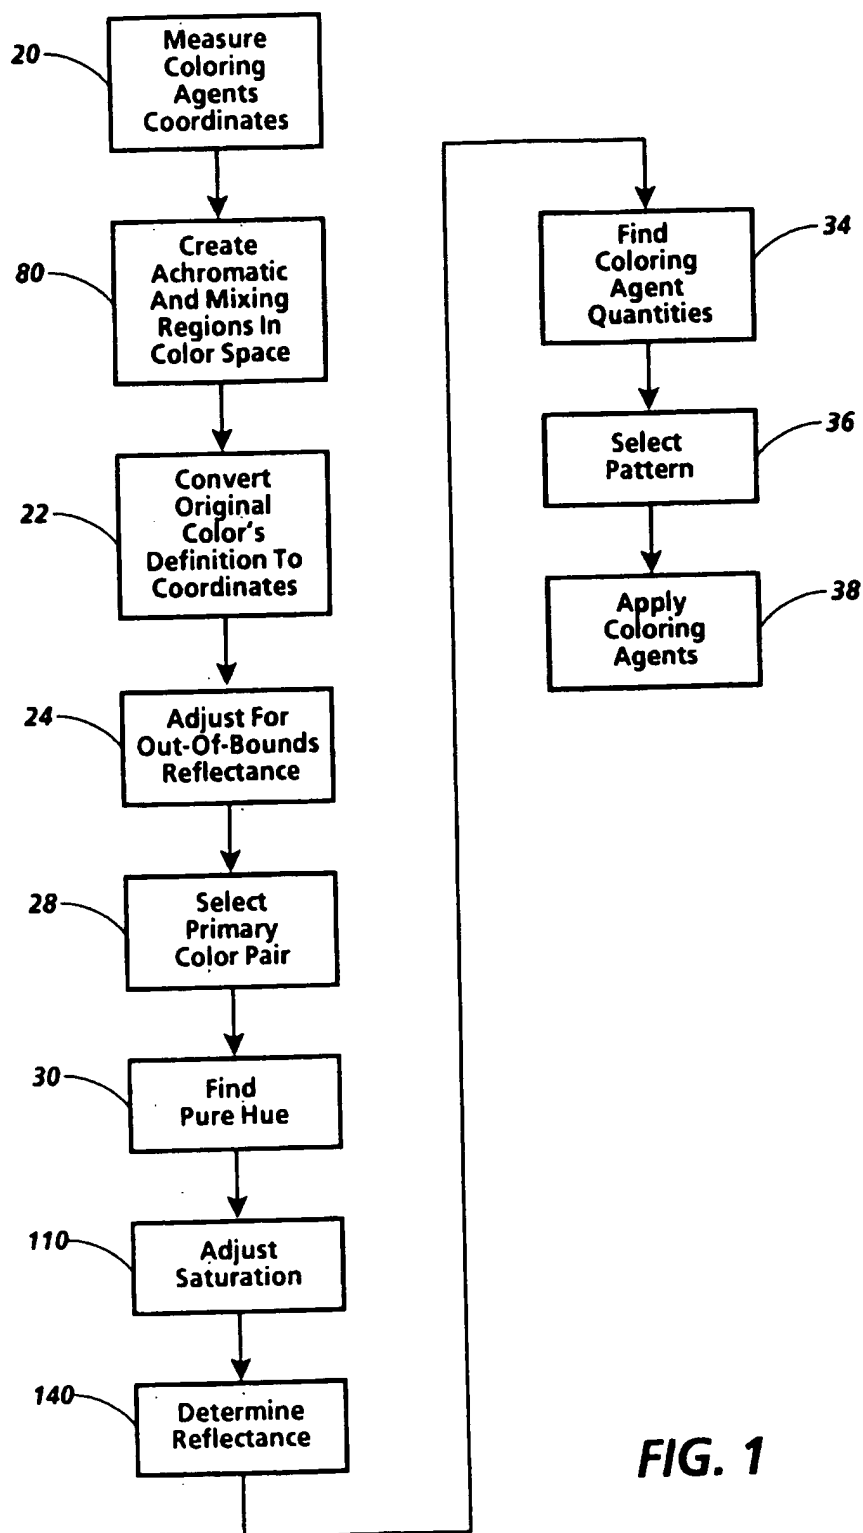 20
Measure
Coloring
Agents
Coordinates
80
Create
Achromatic
And Mixing
Regions In
Color Space
22
Convert
Original
Color's
Definition To
Coordinates
24
Adjust For
Out-Of-Bounds
Reflectance
28
Select
Primary
Color Pair
30
Find
Pure Hue
110
Adjust
Saturation
140
Determine
Reflectance
34
Find
Coloring
Agent
Quantities
36
Select
Pattern
38
Apply
Coloring
Agents
FIG. 1